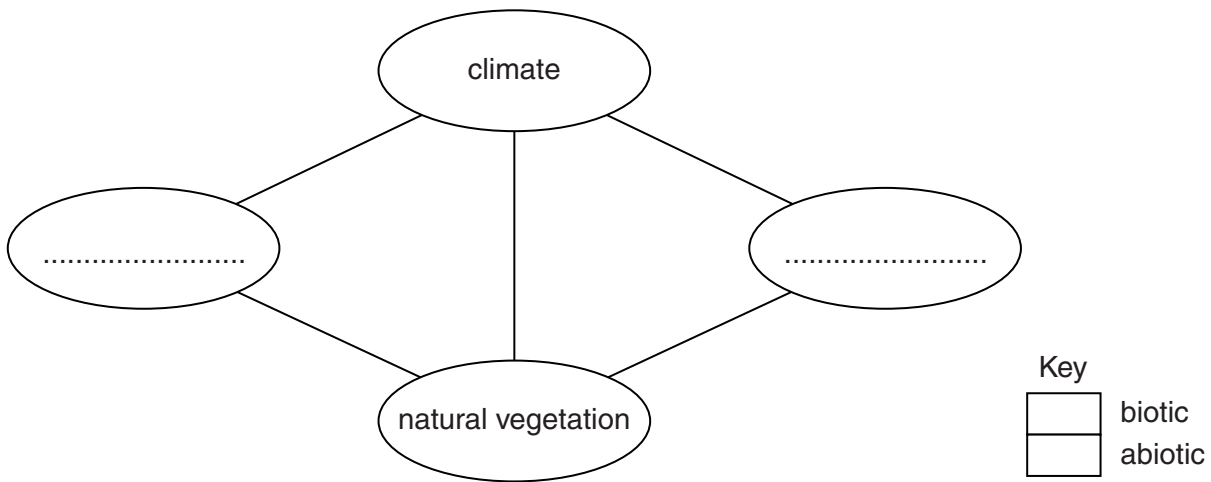 climate
.........................
.........................
natural vegetation
Key
biotic
abiotic